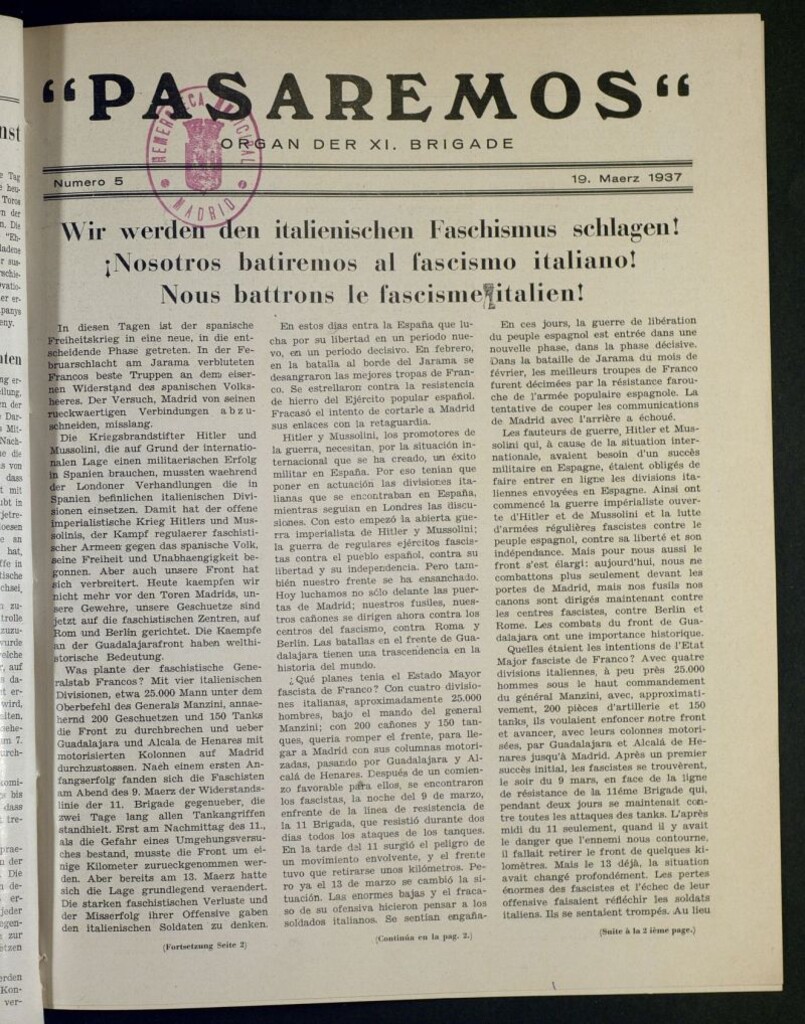 "PASAREMOS"
ORGAN DER XI. BRIGADE
HEMEROTECA MUNICIPAL
MADRID
Numero 5
19. Maerz 1937
Wir werden den italienischen Faschismus schlagen!
¡Nosotros batiremos al fascismo italiano!
Nous battrons le fascisme italien!
In diesen Tagen ist der spanische
Freiheitskrieg in eine neue, in die ent-
scheidende Phase getreten. In der Fe-
bruarschlacht am Jarama verbluteten
Francos beste Truppen an dem eiser-
nen Widerstand des spanischen Volks-
heeres. Der Versuch, Madrid von seinen
rueckwaertigen Verbindungen abzu-
schneiden, misslang.
Die Kriegsbrandstifter Hitler und
Mussolini, die auf Grund der internatio-
nalen Lage einen militaerischen Erfolg
in Spanien brauchen, mussten waehrend
der Londoner Verhandlungen die in
Spanien befinlichen italienischen Divi-
sionen einsetzen. Damit hat der offene
imperialistische Krieg Hitlers und Mus-
solinis, der Kampf regulaerer faschisti-
scher Armeen gegen das spanische Volk,
seine Freiheit und Unabhaengigkeit be-
gonnen. Aber auch unsere Front hat
sich verbreitert. Heute kaempfen wir
nicht mehr vor den Toren Madrids, un-
sere Gewehre, unsere Geschuetze sind
jetzt auf die faschistischen Zentren, auf
Rom und Berlin gerichtet. Die Kaempfe
an der Guadalajarafront haben welthi-
storische Bedeutung.
Was plante der faschistische Gene-
ralstab Francos? Mit vier italienischen
Divisionen, etwa 25.000 Mann unter dem
Oberbefehl des Generals Manzini, annae-
hernd 200 Geschuetzen und 150 Tanks
die Front zu durchbrechen und ueber
Guadalajara und Alcala de Henares mit
motorisierten Kolonnen auf Madrid
durchzustossen. Nach einem ersten An-
fangserfolg fanden sich die Faschisten
am Abend des 9. Maerz der Widerstands-
linie der 11. Brigade gegenueber, die
zwei Tage lang allen Tankangriffen
standhielt. Erst am Nachmittag des 11.,
als die Gefahr eines Umgehungsversu-
ches bestand, musste die Front um ei-
nige Kilometer zurueckgenommen wer-
den. Aber bereits am 13. Maerz hatte
sich die Lage grundlegend veraendert.
Die starken faschistischen Verluste und
der Misserfolg ihrer Offensive gaben
den italienischen Soldaten zu denken.
(Fortsetzung Seite 2)
En estos dias entra la España que lu-
cha por su libertad en un período nue-
vo, en un período decisivo. En febrero,
en la batalla al borde del Jarama se
desangraron las mejores tropas de Fran-
co. Se estrellaron contra la resistencia
de hierro del Ejército popular español.
Fracasó el intento de cortarle a Madrid
sus enlaces con la retaguardia.
Hitler y Mussolini, los promotores de
la guerra, necesitan, por la situación in-
ternacional que se ha creado, un éxito
militar en España. Por eso tenian que
poner en actuación las divisiones ita-
lianas que se encontraban en España,
mientras seguian en Londres las discu-
siones. Con esto empezó la abierta gue-
rra imperialista de Hitler y Mussolini;
la guerra de regulares ejércitos fascis-
tas contra el pueblo español, contra su
libertad y su independencia. Pero tam-
bién nuestro frente se ha ensanchado.
Hoy luchamos no sólo delante las puer-
tas de Madrid; nuestros fusiles, nues-
tros cañones se dirigen ahora contra los
centros del fascismo, contra Roma y
Berlin. Las batallas en el frente de Gua-
dalajara tienen una trascendencia en la
historia del mundo.
¿Qué planes tenia el Estado Mayor
fascista de Franco? Con cuatro divisio-
nes italianas, aproximadamente 25.000
hombres, bajo el mando del general
Manzini; con 200 cañones y 150 tan-
ques, queria romper el frente, para lle-
gar a Madrid con sus columnas motori-
zadas, pasando por Guadalajara y Al-
calá de Henares. Después de un comien-
zo favorable para ellos, se encontraron
los fascistas, la noche del 9 de marzo,
enfrente de la linea de resistencia de
la 11 Brigada, que resistió durante dos
dias todos los ataques de los tanques.
En la tarde del 11 surgió el peligro de
un movimiento envolvente, y el frente
tuvo que retirarse unos kilómetros. Pe-
ro ya el 13 de marzo se cambió la si-
tuación. Las enormes bajas y el fraca-
so de su ofensiva hicieron pensar a los
soldados italianos. Se sentian engaña-
(Continúa en la pag. 2.)
En ces jours, la guerre de libération
du peuple espagnol est entrée dans une
nouvelle phase, dans la phase décisive.
Dans la bataille de Jarama du mois de
février, les meilleurs troupes de Franco
furent décimées par la résistance farou-
che de l'armée populaire espagnole. La
tentative de couper les communications
de Madrid avec l'arrière a échoué.
Les fauteurs de guerre, Hitler et Mus-
solini qui, à cause de la situation inter-
nationale, avaient besoin d'un succès
militaire en Espagne, étaient obligés de
faire entrer en ligne les divisions ita-
liennes envoyées en Espagne. Ainsi ont
commencé la guerre impérialiste ouver-
te d'Hitler et de Mussolini et la lutte
d'armées régulières fascistes contre le
peuple espagnol, contre sa liberté et son
indépendance. Mais pour nous aussi le
front s'est élargi: aujourd'hui, nous ne
combattons plus seulement devant les
portes de Madrid, mais nos fusils nos
canons sont dirigés maintenant contre
les centres fascistes, contre Berlin et
Rome. Les combats du front de Gua-
dalajara ont une importance historique.
Quelles étaient les intentions de l'Etat
Major fasciste de Franco? Avec quatre
divisions italiennes, à peu près 25.000
hommes sous le haut commandement
du général Manzini, avec, approximati-
vement, 200 pièces d'artillerie et 150
tanks, ils voulaient enfoncer notre front
et avancer, avec leurs colonnes motori-
sées, par Guadalajara et Alcalá de He-
nares jusqu'à Madrid. Après un premier
succès initial, les fascistes se trouvèrent,
le soir du 9 mars, en face de la ligne
de résistance de la 11éme Brigade qui,
pendant deux jours se maintenait con-
tre toutes les attaques des tanks. L'après
midi du 11 seulement, quand il y avait
le danger que l'ennemi nous contourne,
il fallait retirer le front de quelques ki-
lomètres. Mais le 13 déjà, la situation
avait changé profondément. Les pertes
énormes des fascistes et l'échec de leur
offensive faisaient réfléchir les soldats
italiens. Ils se sentaient trompés. Au lieu
(Suite à la 2 ième page.)